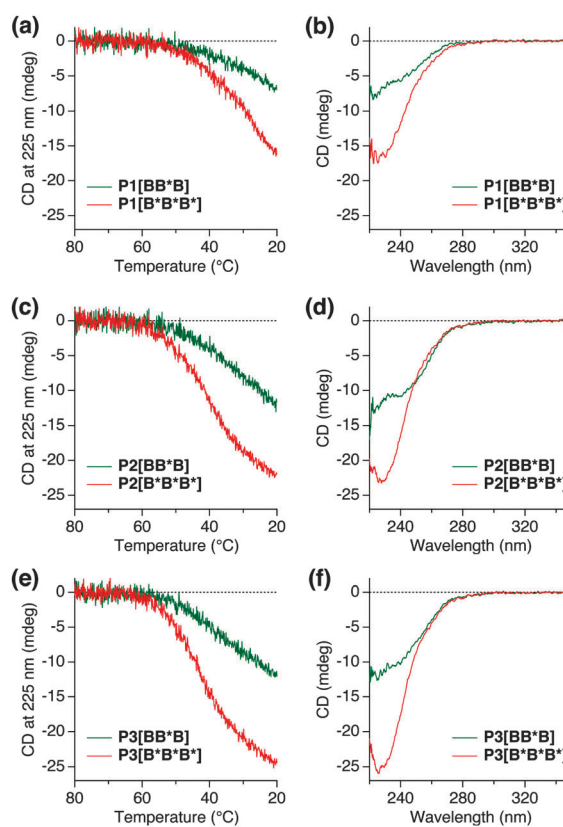 (a)
CD at 225 nm (mdeg)
0
-5
-10
-15
-20
-25
P1[BB*B]
P1[B*B*B*]
80 60 40 20
Temperature (°C)
(b)
CD (mdeg)
0
-5
-10
-15
-20
-25
P1[BB*B]
P1[B*B*B*]
240 280 320
Wavelength (nm)
(c)
CD at 225 nm (mdeg)
0
-5
-10
-15
-20
-25
P2[BB*B]
P2[B*B*B*]
80 60 40 20
Temperature (°C)
(d)
CD (mdeg)
0
-5
-10
-15
-20
-25
P2[BB*B]
P2[B*B*B*]
240 280 320
Wavelength (nm)
(e)
CD at 225 nm (mdeg)
0
-5
-10
-15
-20
-25
P3[BB*B]
P3[B*B*B*]
80 60 40 20
Temperature (°C)
(f)
CD (mdeg)
0
-5
-10
-15
-20
-25
P3[BB*B]
P3[B*B*B*]
240 280 320
Wavelength (nm)